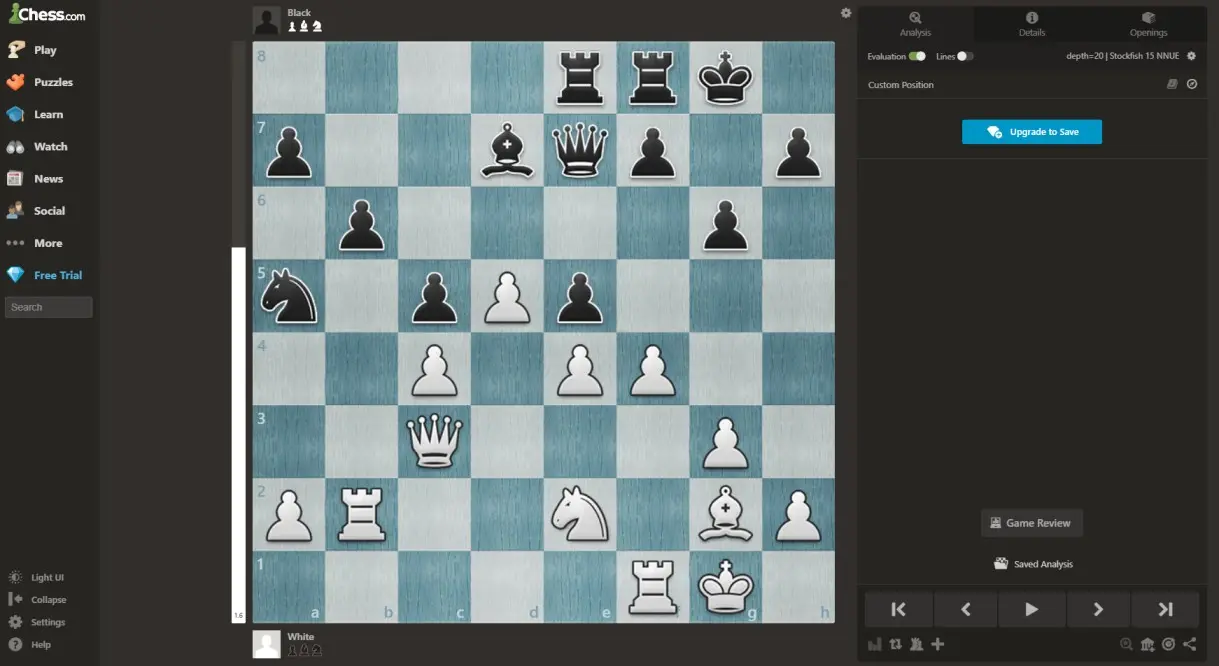 Chess.com
Play
Puzzles
Learn
Watch
News
Social
More
Free Trial
Search
Light UI
Collapse
Settings
Help
Black
8
7
6
5
4
3
2
1
a b c d e f g h
1.6
White
Analysis
Details
Openings
Evaluation
Lines
depth=20 | Stockfish 15 NNUE
Custom Position
Upgrade to Save
Game Review
Saved Analysis